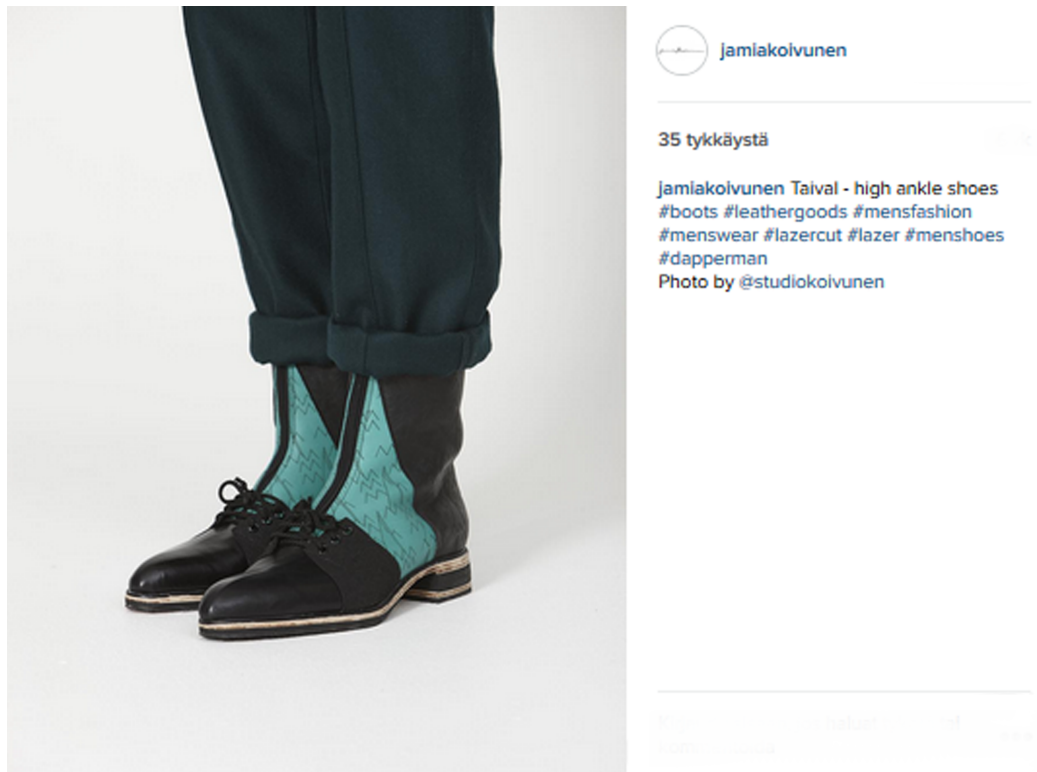 jamiakoivunen
35 tykkäystä
jamiakoivunen Taival - high ankle shoes
#boots #leathergoods #mensfashion
#menswear #lazercut #lazer #menshoes
#dapperman
Photo by @studiokoivunen